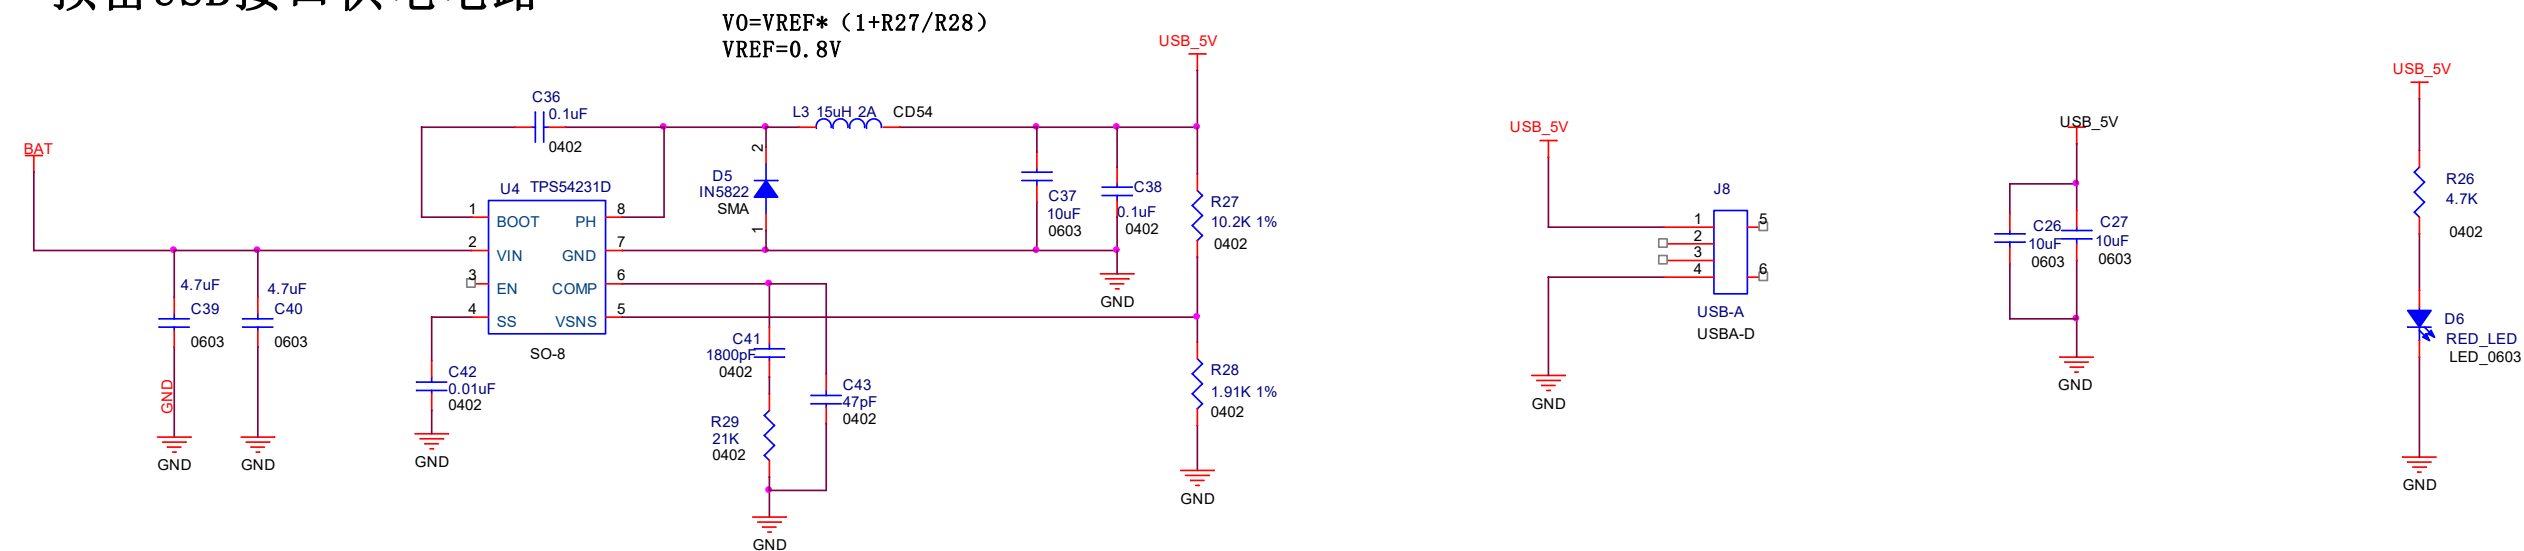 VO=VREF*（1+R27/R28）
VREF=0.8V
USB_5V
C36
0.1uF
0402
L3 15uH 2A
CD54
BAT
U4
TPS54231D
1
BOOT
PH
8
2
VIN
GND
7
3
EN
COMP
6
4
SS
VSNS
5
SO-8
D5
IN5822
SMA
2
1
C37
10uF
0603
C38
0.1uF
0402
GND
R27
10.2K 1%
0402
4.7uF
C39
0603
GND
GND
4.7uF
C40
0603
GND
C42
0.01uF
0402
GND
C41
1800pF
0402
R29
21K
0402
C43
47pF
0402
GND
R28
1.91K 1%
0402
GND
USB_5V
J8
1
2
3
4
5
6
USB-A
USBA-D
GND
USB_5V
C26
10uF
0603
C27
10uF
0603
GND
USB_5V
R26
4.7K
0402
D6
RED_LED
LED_0603
GND